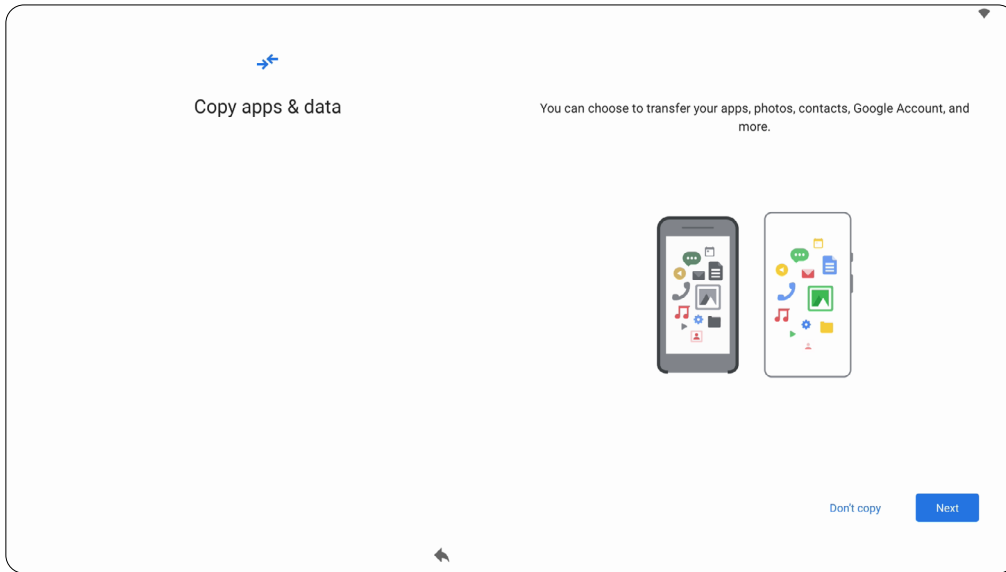 Copy apps & data
You can choose to transfer your apps, photos, contacts, Google Account, and
more.
Don't copy
Next